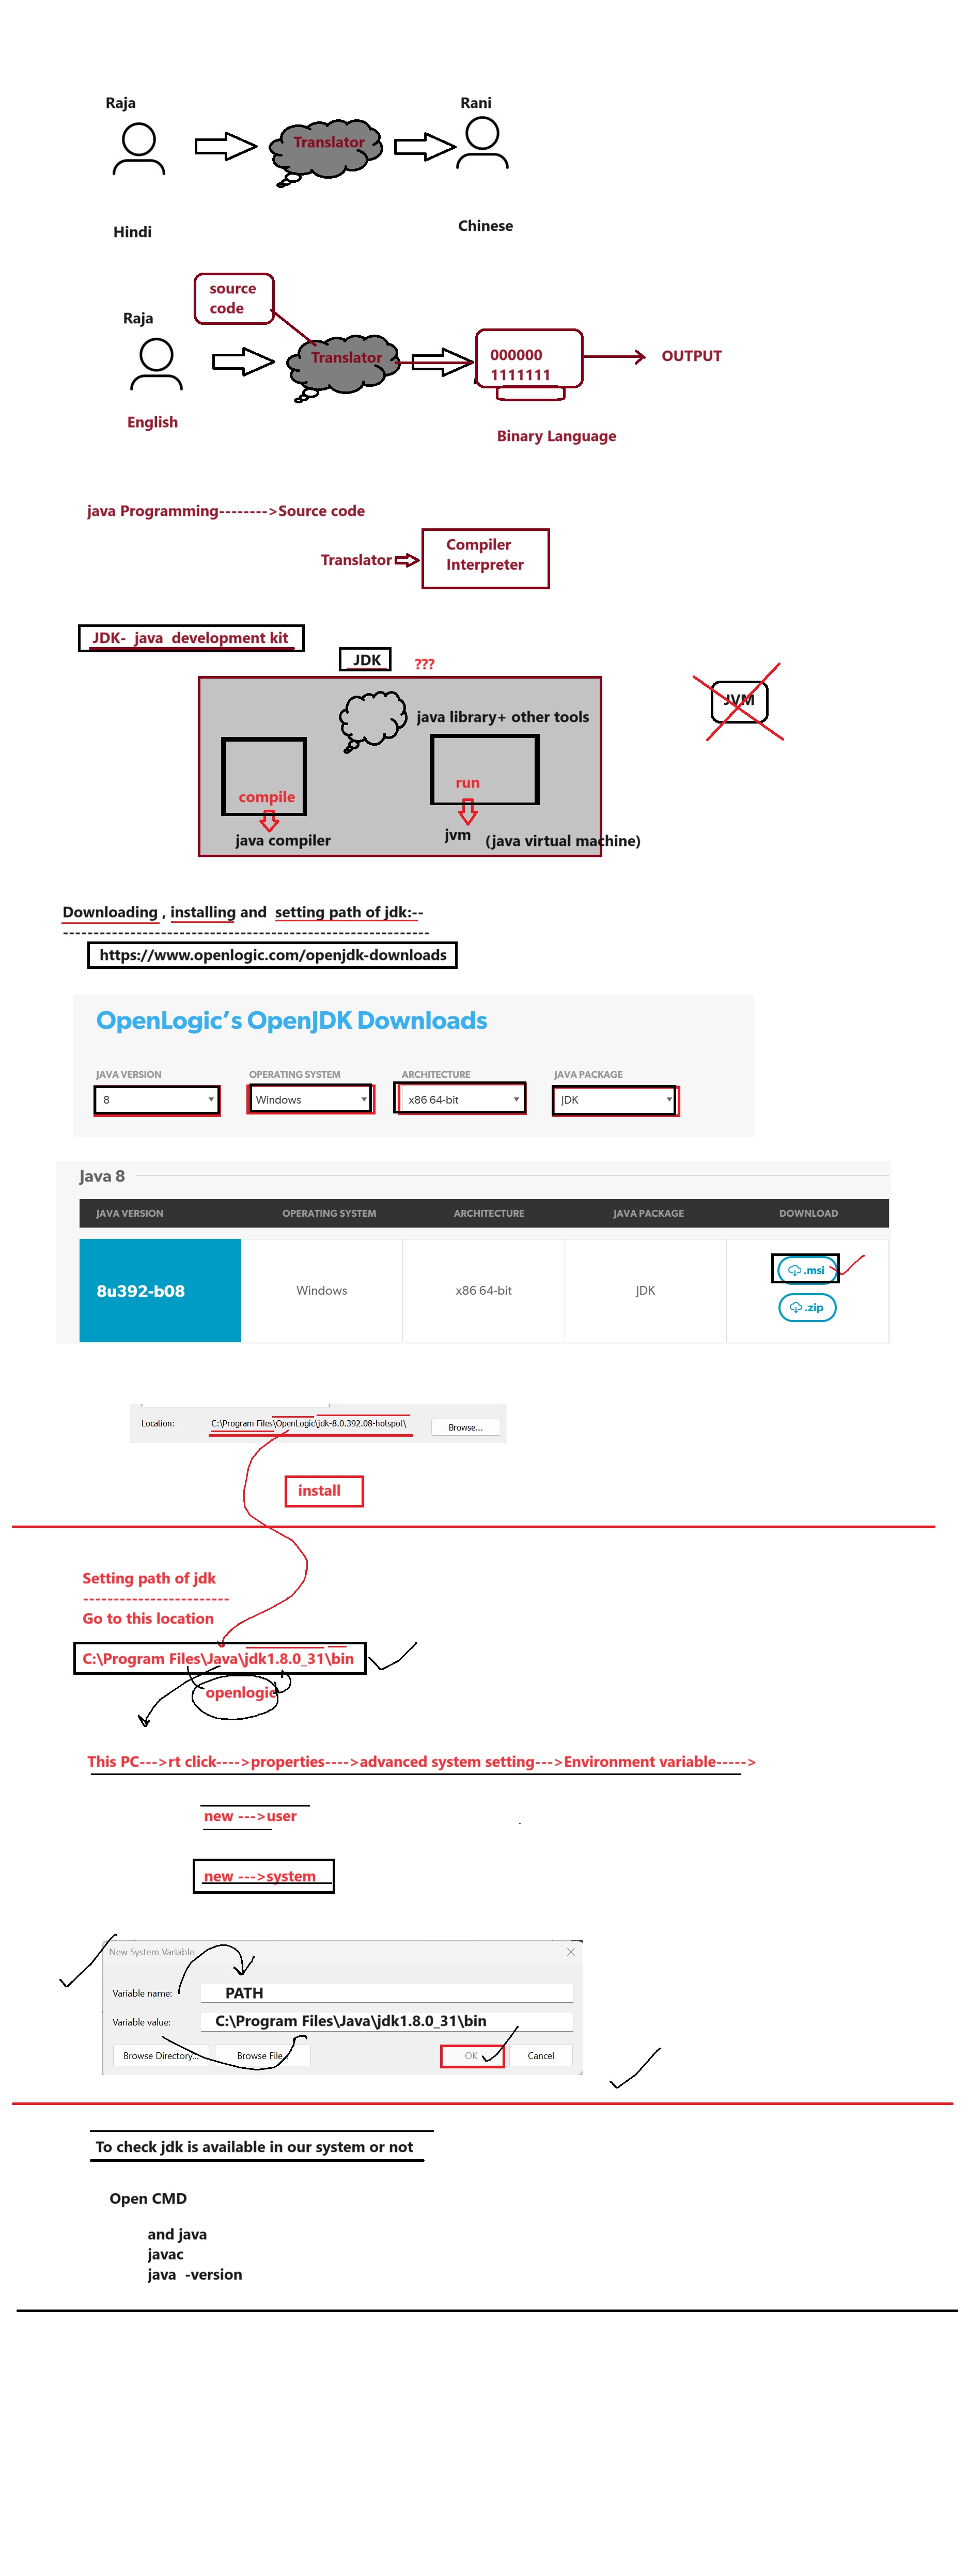 Raja
Rani
Translator
Hindi
Chinese
source
code
Raja
Translator
000000
1111111
OUTPUT
English
Binary Language
java Programming-------->Source code
Translator
Compiler
Interpreter
JDK- java development kit
JDK
???
JVM
java library+ other tools
compile
run
java compiler
jvm
(java virtual machine)
Downloading , installing and setting path of jdk:--
------------------------------------------------------------
https://www.openlogic.com/openjdk-downloads
OpenLogic's OpenJDK Downloads
JAVA VERSION OPERATING SYSTEM ARCHITECTURE JAVA PACKAGE
8 Windows x86 64-bit JDK
Java 8
JAVA VERSION OPERATING SYSTEM ARCHITECTURE JAVA PACKAGE DOWNLOAD
.msi
8u392-b08 Windows x86 64-bit JDK
.zip
Location: C:\Program Files\OpenLogic\jdk-8.0.392.08-hotspot\ Browse...
install
Setting path of jdk
-------------------------
Go to this location
C:\Program Files\Java\jdk1.8.0_31\bin
openlogic
This PC--->rt click---->properties---->advanced system setting--->Environment variable----->
new --->user
new --->system
New System Variable
Variable name: PATH
Variable value: C:\Program Files\Java\jdk1.8.0_31\bin
Browse Directory... Browse File... OK Cancel
To check jdk is available in our system or not
Open CMD
and java
javac
java -version